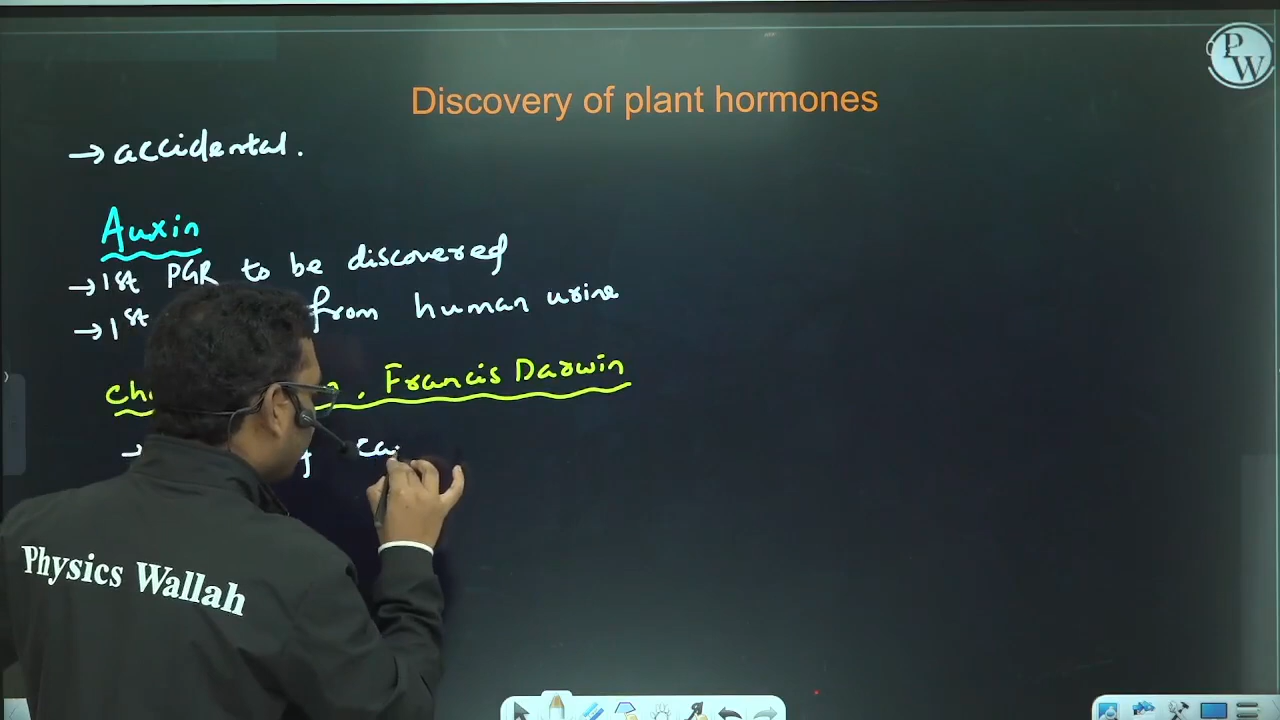 PW
Discovery of plant hormones
→ accidental.
Auxin
→ 1st PGR to be discovered
→ 1st from human urine
. Francis Darwin
→
Physics Wallah